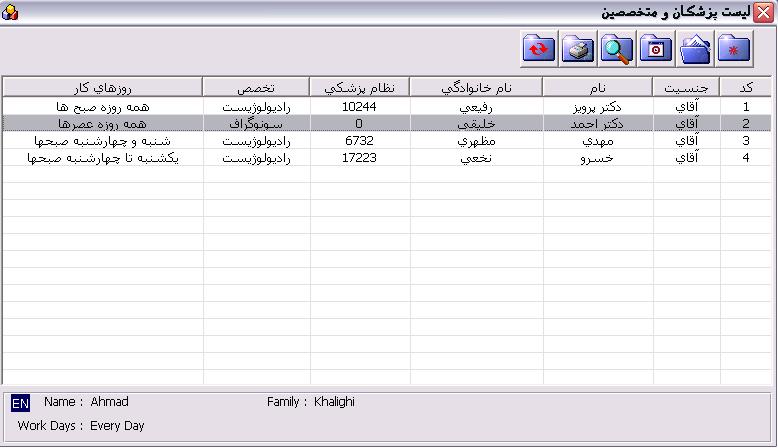 ليست پزشكان و متخصصين
كد جنسيت نام نام خانوادگي نظام پزشكي تخصص روزهاي كار
1 آقاي دكتر پرويز رفيعي 10244 راديولوژيست همه روزه صبح ها
2 آقاي دكتر احمد خليقي 0 سونوگراف همه روزه عصرها
3 آقاي مهدي مظهري 6732 راديولوژيست شنبه و چهارشنبه صبحها
4 آقاي خسرو نخعي 17223 راديولوژيست يكشنبه تا چهارشنبه صبحها
EN Name : Ahmad Family : Khalighi
Work Days : Every Day